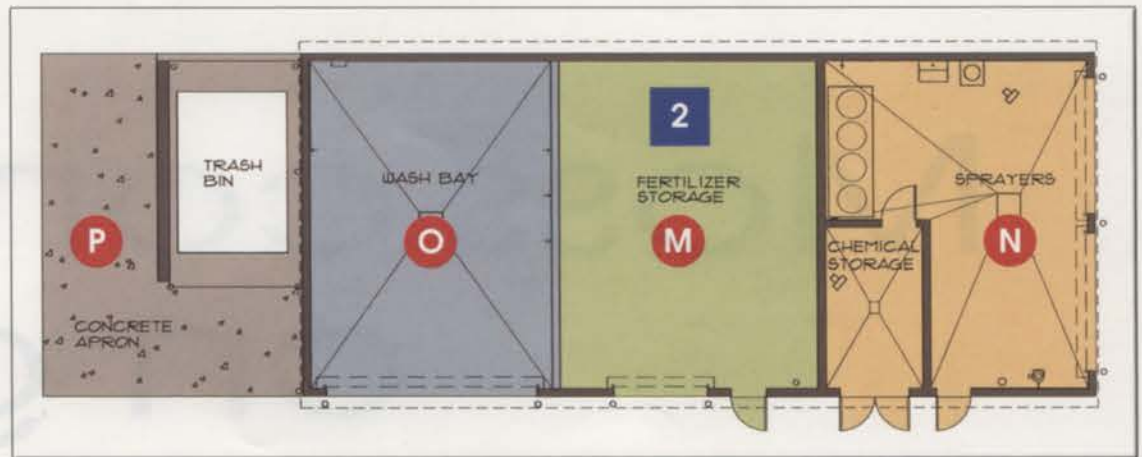 2
TRASH
BIN
WASH BAY
FERTILIZER
STORAGE
SPRAYERS
P
O
M
CHEMICAL
STORAGE
N
CONCRETE
APRON